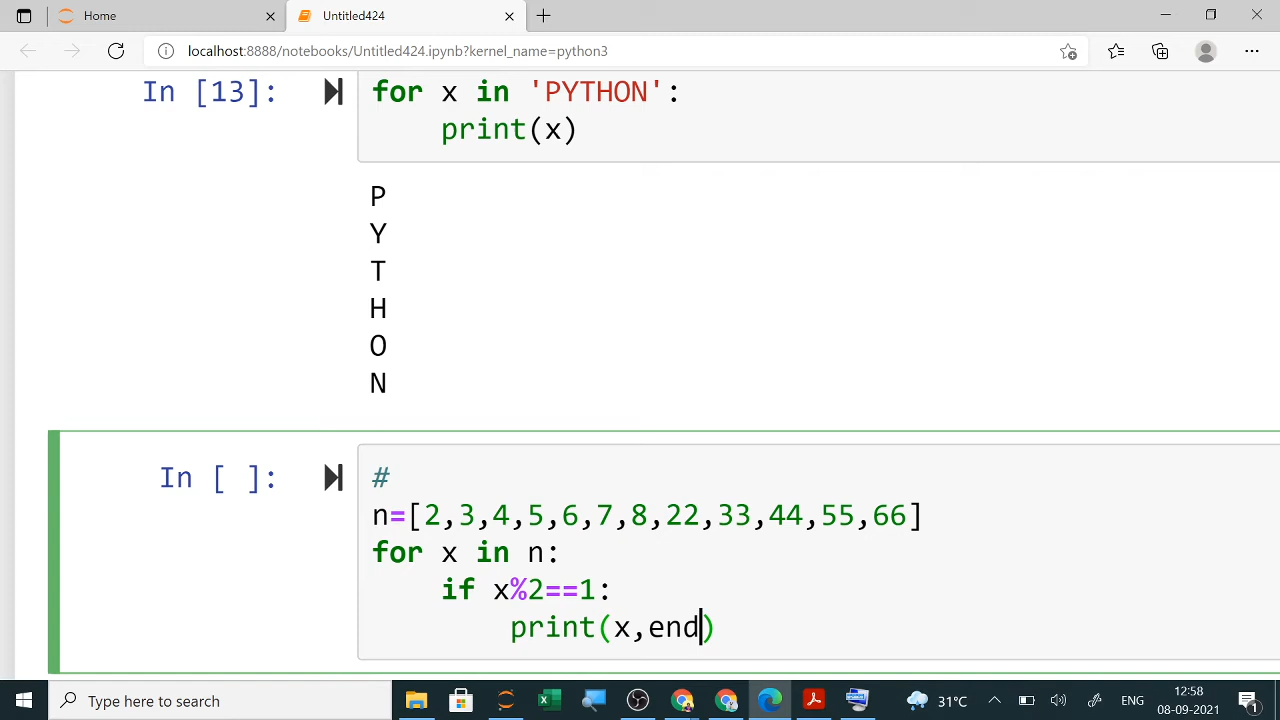 Home
Untitled424
localhost:8888/notebooks/Untitled424.ipynb?kernel_name=python3
In [13]:
for x in 'PYTHON':
print(x)
P
Y
T
H
O
N
In [ ]:
#
n=[2,3,4,5,6,7,8,22,33,44,55,66]
for x in n:
if x%2==1:
print(x,end)
Type here to search
31°C
ENG
12:58
08-09-2021
1